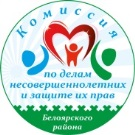 Комиссия
по делам
несовершеннолетних
и защите их прав
Белоярского
района